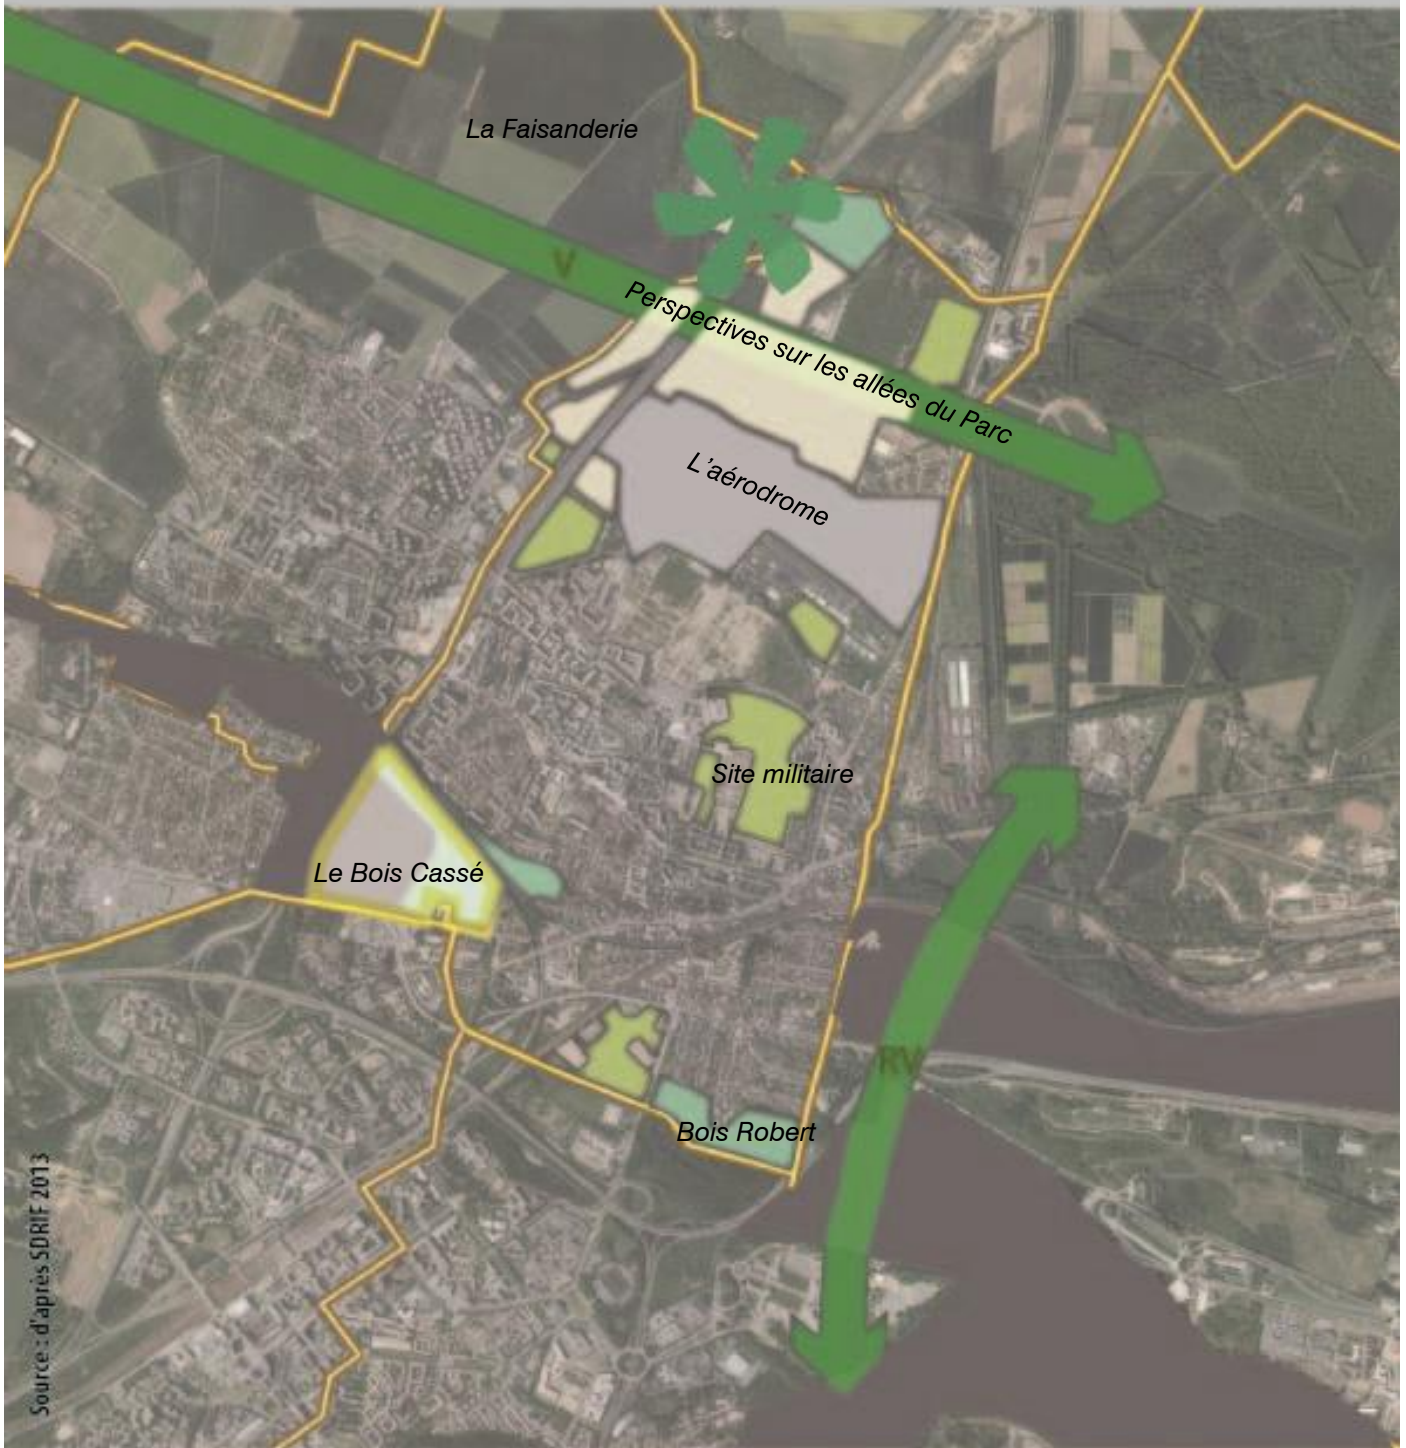 La Faisanderie
V
Perspectives sur les allées du Parc
L'aérodrome
Site militaire
Le Bois Cassé
RV
Bois Robert
Source : d'après SDRIF 2013